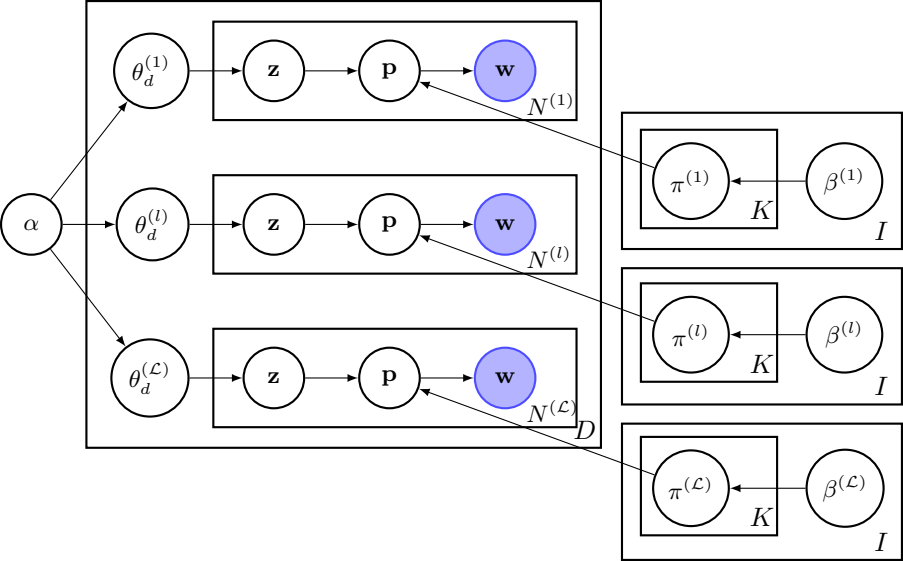 θ_d^(1) z p w
N^(1)
π^(1) β^(1)
K
I
α θ_d^(l) z p w
N^(l)
π^(l) β^(l)
K
I
θ_d^(ℒ) z p w
N^(ℒ)
D
π^(ℒ) β^(ℒ)
K
I